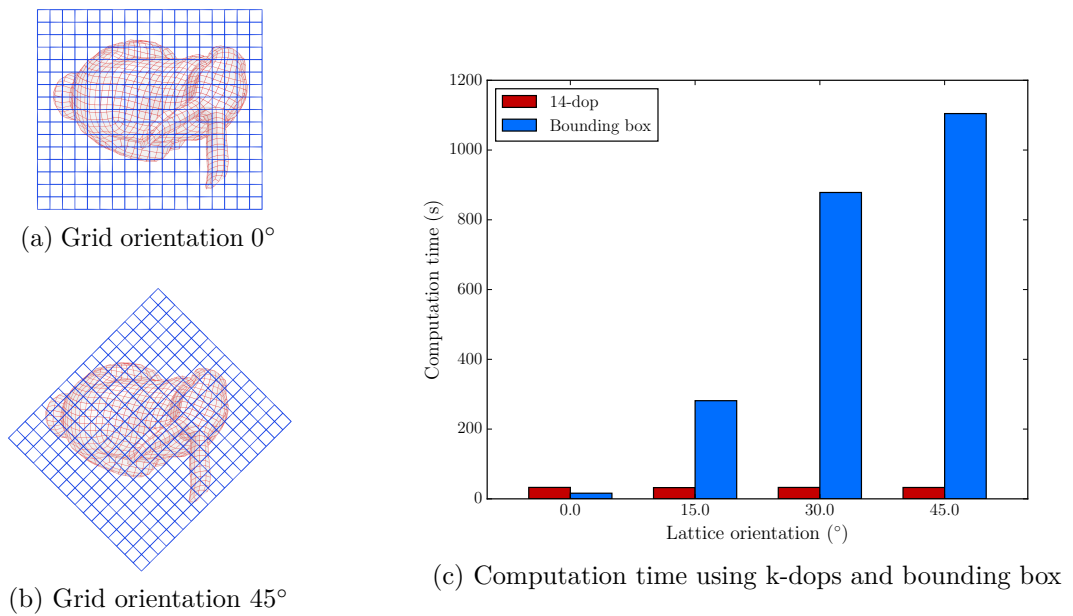 (a) Grid orientation 0°
(b) Grid orientation 45°
1200
1000
800
600
400
200
0
Computation time (s)
14-dop
Bounding box
0.0 15.0 30.0 45.0
Lattice orientation (°)
(c) Computation time using k-dops and bounding box